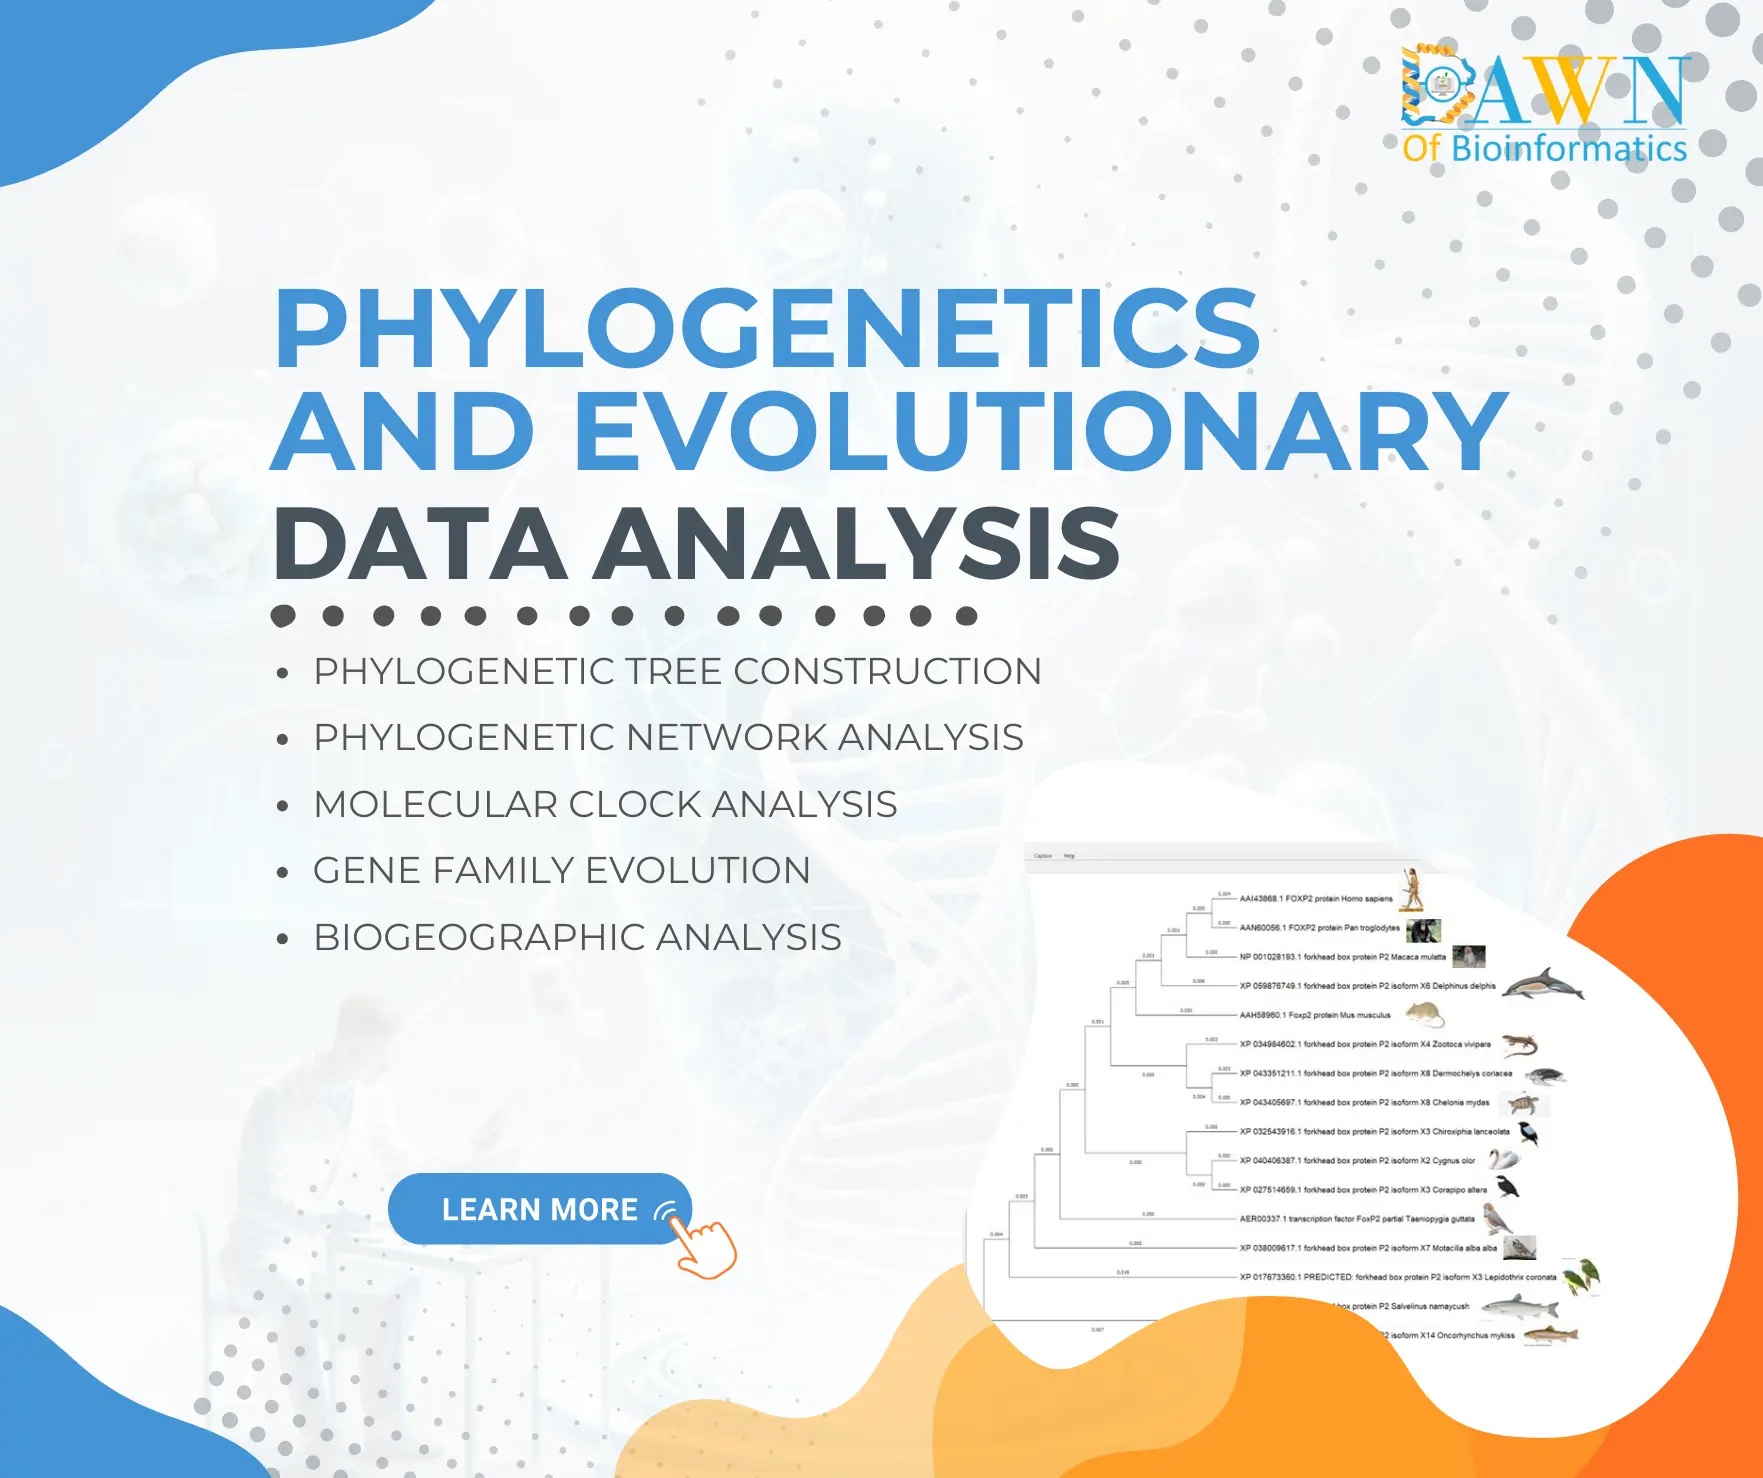 DAWN
Of Bioinformatics
PHYLOGENETICS
AND EVOLUTIONARY
DATA ANALYSIS
• PHYLOGENETIC TREE CONSTRUCTION
• PHYLOGENETIC NETWORK ANALYSIS
• MOLECULAR CLOCK ANALYSIS
• GENE FAMILY EVOLUTION
• BIOGEOGRAPHIC ANALYSIS
LEARN MORE
Caption Help
AAI43868.1 FOXP2 protein Homo sapiens
AAN60056.1 FOXP2 protein Pan troglodytes
NP 001028193.1 forkhead box protein P2 Macaca mulatta
XP 059876749.1 forkhead box protein P2 isoform X6 Delphinus delphis
AAH58960.1 Foxp2 protein Mus musculus
XP 034984602.1 forkhead box protein P2 isoform X4 Zootoca vivipara
XP 043351211.1 forkhead box protein P2 isoform X8 Dermochelys coriacea
XP 043405697.1 forkhead box protein P2 isoform X8 Chelonia mydas
XP 032543916.1 forkhead box protein P2 isoform X3 Chiroxiphia lanceolata
XP 040406387.1 forkhead box protein P2 isoform X2 Cygnus olor
XP 027514659.1 forkhead box protein P2 isoform X3 Corapipo altera
AER00337.1 transcription factor FoxP2 partial Taeniopygia guttata
XP 038009617.1 forkhead box protein P2 isoform X7 Motacilla alba alba
XP 017673360.1 PREDICTED: forkhead box protein P2 isoform X3 Lepidothrix coronata
box protein P2 Salvelinus namaycush
P2 isoform X14 Oncorhynchus mykiss